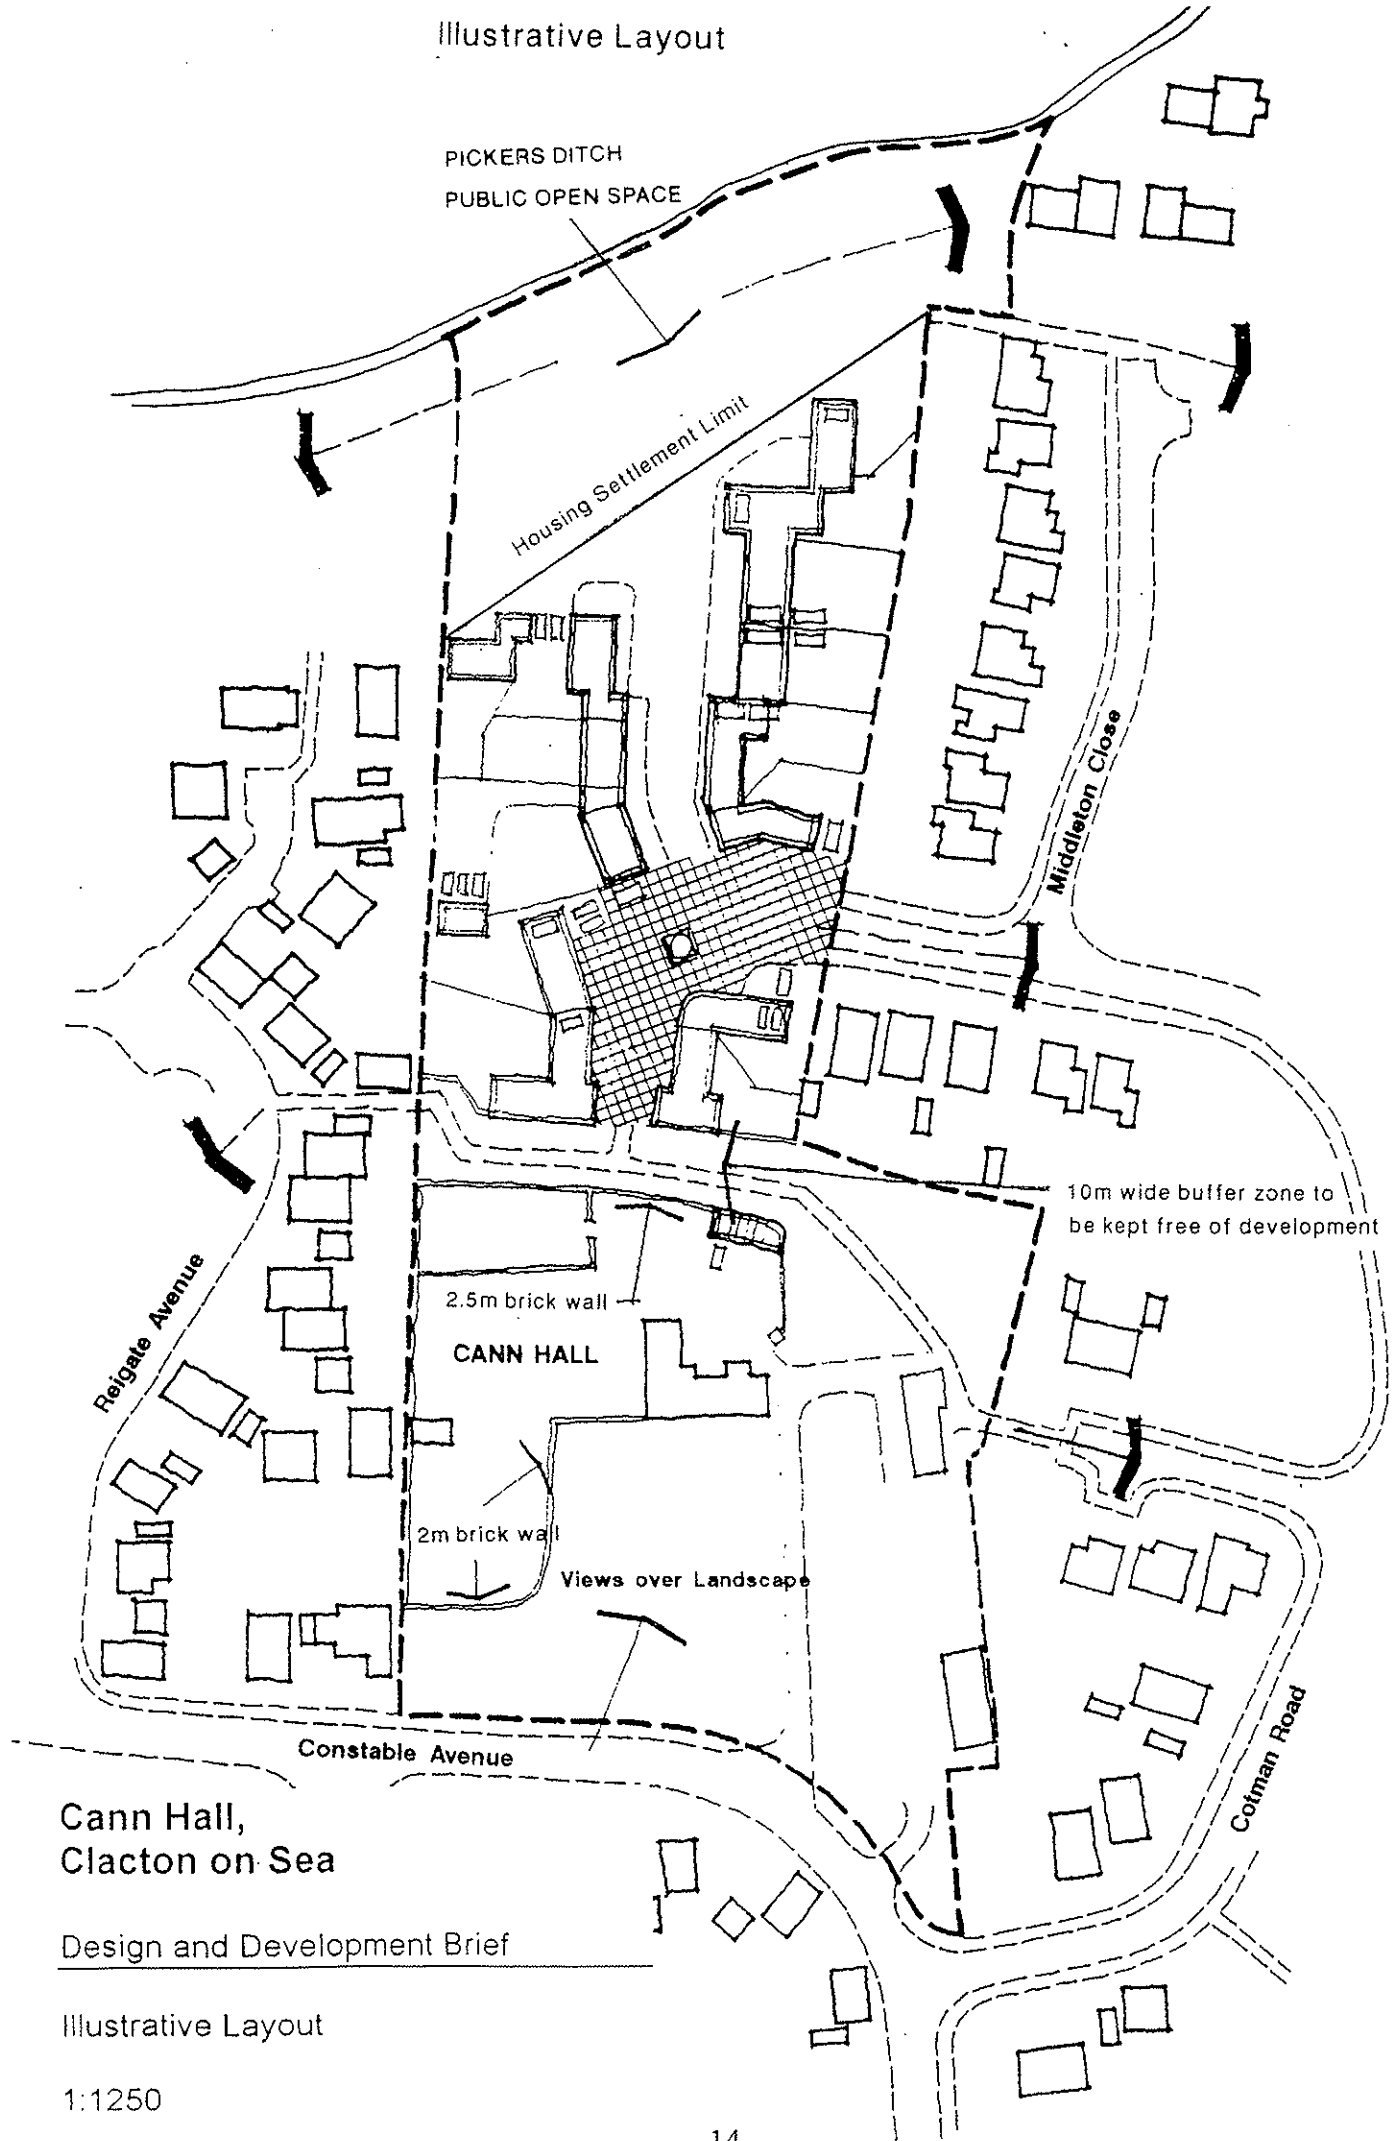 Illustrative Layout
PICKERS DITCH
PUBLIC OPEN SPACE
Housing Settlement Limit
Middleton Close
10m wide buffer zone to
be kept free of development
2.5m brick wall
CANN HALL
Reigate Avenue
2m brick wall
Views over Landscape
Constable Avenue
Cotman Road
Cann Hall,
Clacton on Sea
Design and Development Brief
Illustrative Layout
1:1250
14